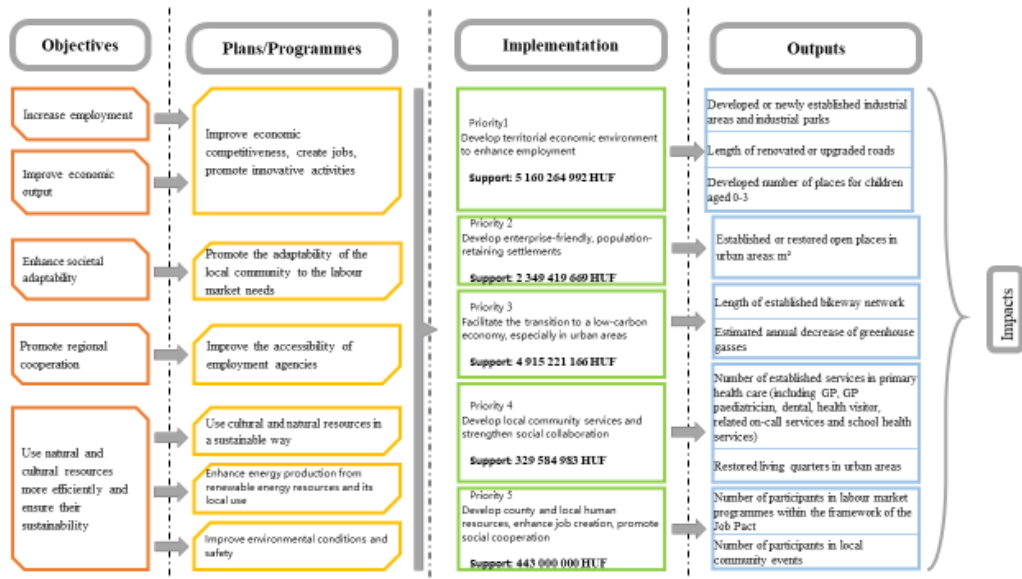 Objectives
Increase employment
Improve economic
output
Enhance societal
adaptability
Promote regional
cooperation
Use natural and
cultural resources
more efficiently and
ensure their
sustainability
Plans/Programmes
Improve economic
competiveness, create jobs,
promote innovative activities
Promote the adaptability of the
local community to the labour
market needs
Improve the accessibility of
employment agencies
Use cultural and natural resources in
a sustainable way
Enhance energy production from
renewable energy resources and its
local use
Improve environmental conditions and
safety
Implementation
Priority1
Develop territorial economic environment
to enhance employment
Support: 5 160 264 992 HUF
Priority 2
Develop enterprise-friendly, population-
retaining settlements
Support: 2 349 419 669 HUF
Priority 3
Facilitate the transition to a low-carbon
economy, especially in urban areas
Support: 4 915 221 166 HUF
Priority 4
Develop local community services and
strengthen social collaboration
Support: 329 584 983 HUF
Priority 5
Develop county and local human
resources, enhance job creation, promote
social cooperation
Support: 443 000 000 HUF
Outputs
Developed or newly established industrial
areas and industrial parks
Length of renovated or upgraded roads
Developed number of places for children
aged 0-3
Established or restored open places in
urban areas: m²
Length of established bikeway network
Estimated annual decrease of greenhouse
gasses
Number of established services in primary
health care (including GP, GP
paediatrician, dental, health visitor,
related on-call services and school health
services)
Restored living quarters in urban areas
Number of participants in labour market
programmes within the framework of the
Job Pact
Number of participants in local
community events
Impacts